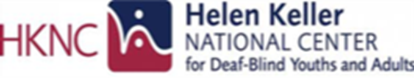 HKNC
Helen Keller
NATIONAL CENTER
for Deaf-Blind Youths and Adults